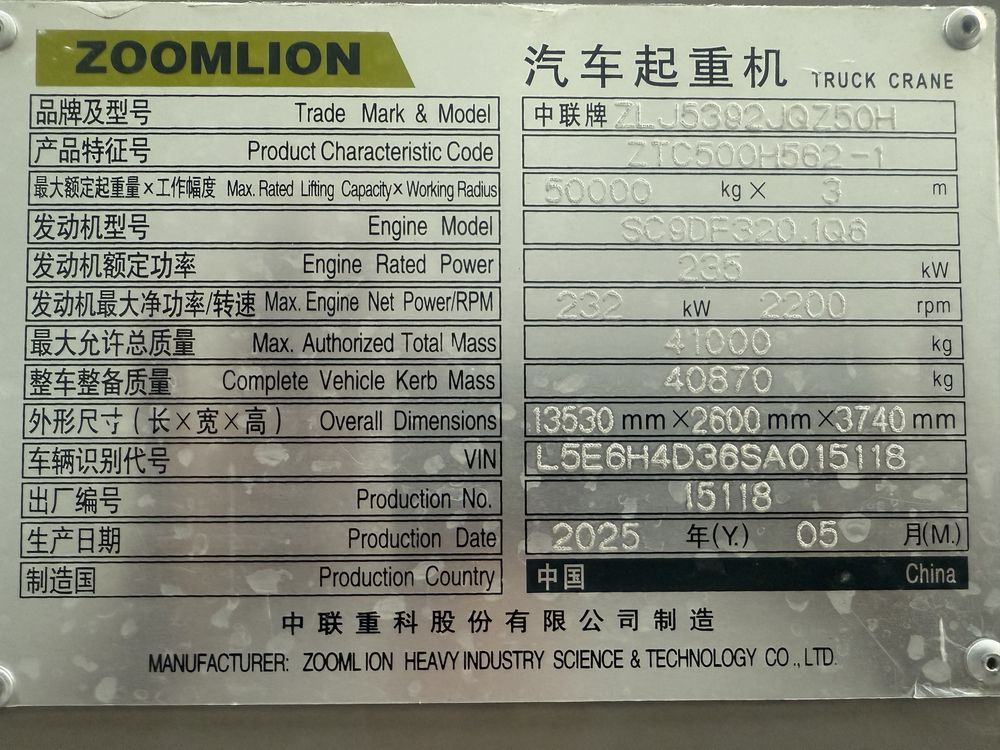 ZOOMLION 汽车起重机 TRUCK CRANE
品牌及型号 Trade Mark & Model 中联牌 ZLJ5392JQZ50H
产品特征号 Product Characteristic Code ZTC500H562-1
最大额定起重量×工作幅度 Max. Rated Lifting Capacity×Working Radius 50000 kg× 3 m
发动机型号 Engine Model SC9DF320.1Q6
发动机额定功率 Engine Rated Power 235 kW
发动机最大净功率/转速 Max. Engine Net Power/RPM 232 kW 2200 rpm
最大允许总质量 Max. Authorized Total Mass 41000 kg
整车整备质量 Complete Vehicle Kerb Mass 40870 kg
外形尺寸(长×宽×高) Overall Dimensions 13530 mm×2600 mm×3740 mm
车辆识别代号 VIN L5E6H4D36SA015118
出厂编号 Production No. 15118
生产日期 Production Date 2025 年(Y.) 05 月(M.)
制造国 Production Country 中国 China
中联重科股份有限公司制造
MANUFACTURER: ZOOMLION HEAVY INDUSTRY SCIENCE & TECHNOLOGY CO., LTD.